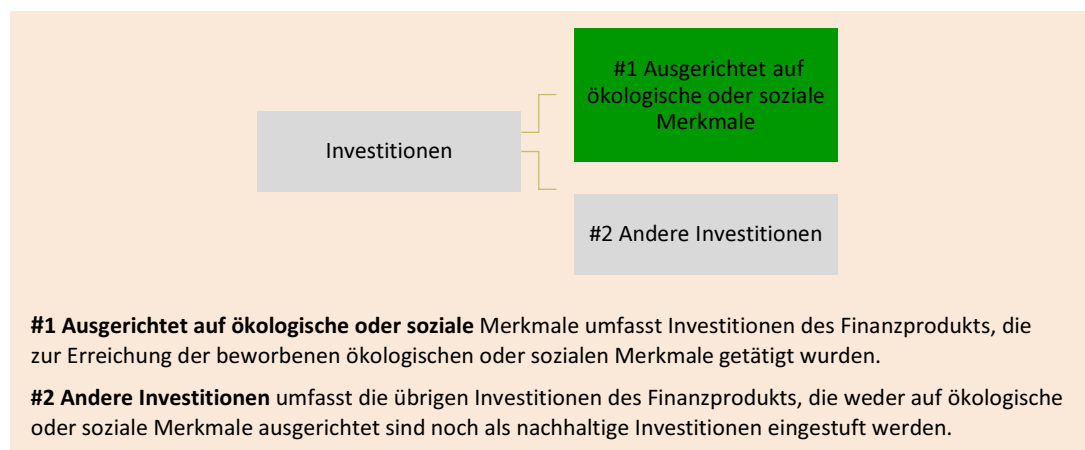 #1 Ausgerichtet auf
ökologische oder soziale
Merkmale
Investitionen
#2 Andere Investitionen
#1 Ausgerichtet auf ökologische oder soziale Merkmale umfasst Investitionen des Finanzprodukts, die
zur Erreichung der beworbenen ökologischen oder sozialen Merkmale getätigt wurden.
#2 Andere Investitionen umfasst die übrigen Investitionen des Finanzprodukts, die weder auf ökologische
oder soziale Merkmale ausgerichtet sind noch als nachhaltige Investitionen eingestuft werden.